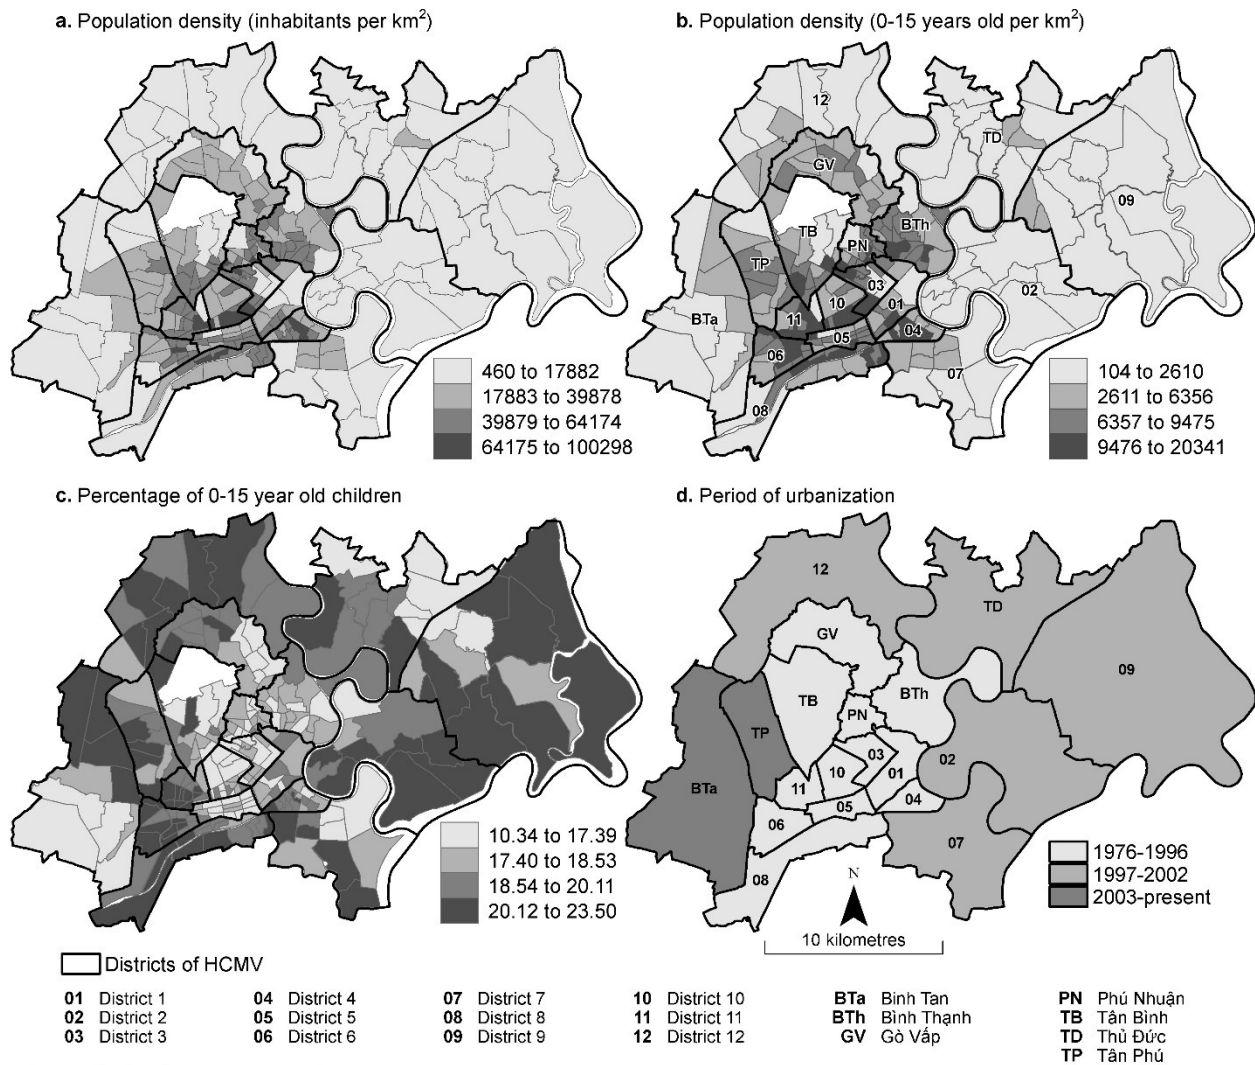 a. Population density (inhabitants per km²)
460 to 17882
17883 to 39878
39879 to 64174
64175 to 100298
b. Population density (0-15 years old per km²)
12
TD
GV
09
BTh
TB
PN
TP
03
02
10
01
BTa
11
04
05
06
07
08
104 to 2610
2611 to 6356
6357 to 9475
9476 to 20341
c. Percentage of 0-15 year old children
10.34 to 17.39
17.40 to 18.53
18.54 to 20.11
20.12 to 23.50
d. Period of urbanization
12
TD
GV
09
BTh
TB
PN
TP
03
02
10
01
BTa
11
04
05
06
07
08
N
10 kilometres
1976-1996
1997-2002
2003-present
Districts of HCMV
01 District 1
02 District 2
03 District 3
04 District 4
05 District 5
06 District 6
07 District 7
08 District 8
09 District 9
10 District 10
11 District 11
12 District 12
BTa Binh Tan
BTh Bình Thạnh
GV Gò Vấp
PN Phú Nhuận
TB Tân Bình
TD Thủ Đức
TP Tân Phú